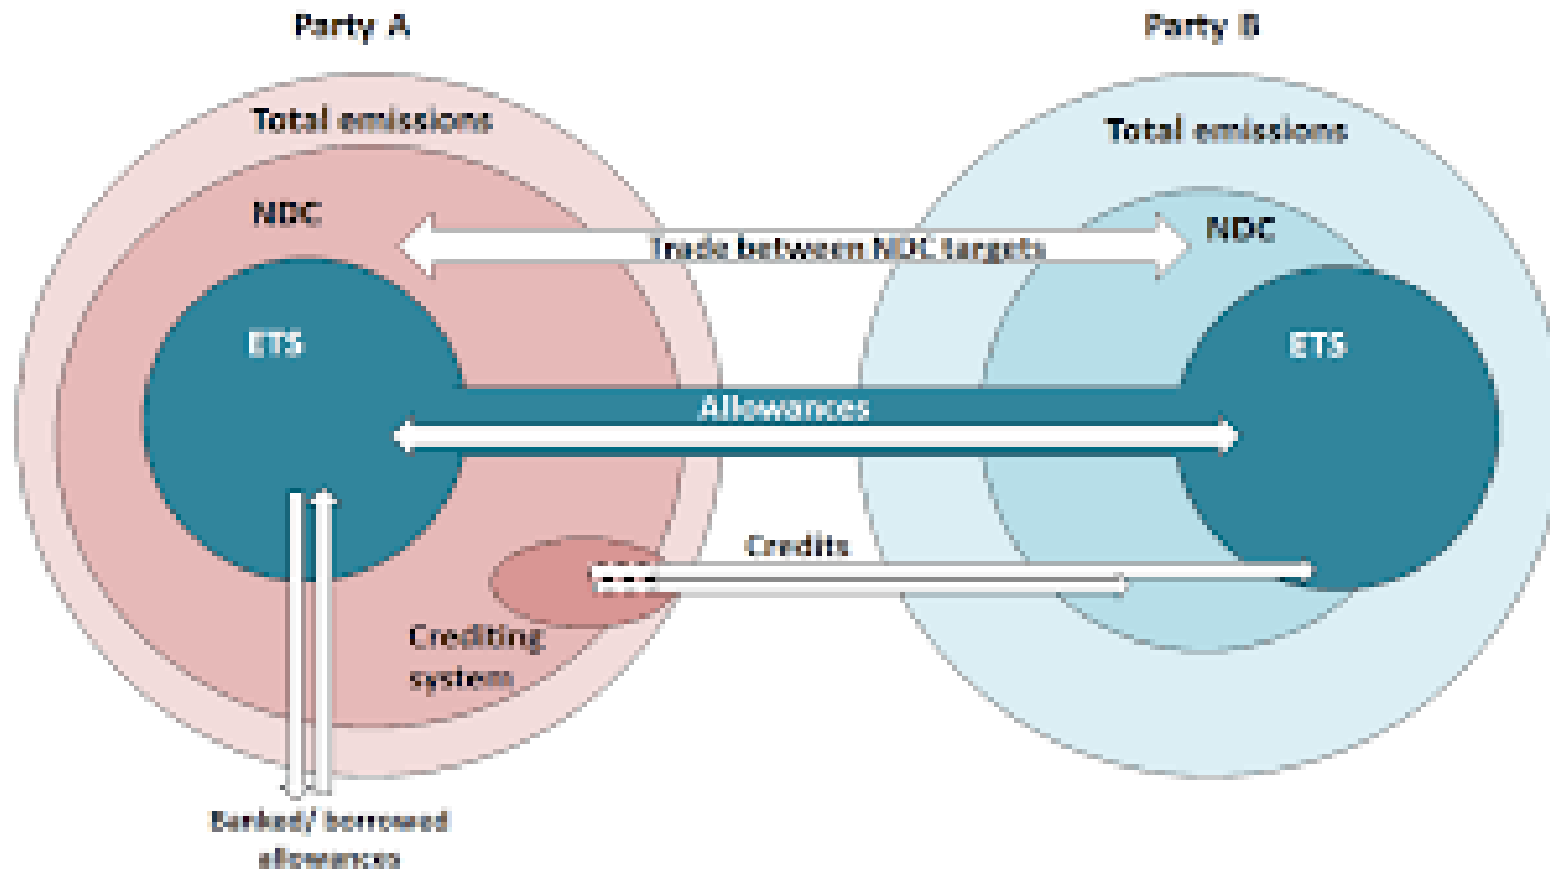 Party A
Party B
Total emissions
Total emissions
NDC
NDC
Trade between NDC targets
ETS
ETS
Allowances
Credits
Crediting
system
Banked/ borrowed
allowances